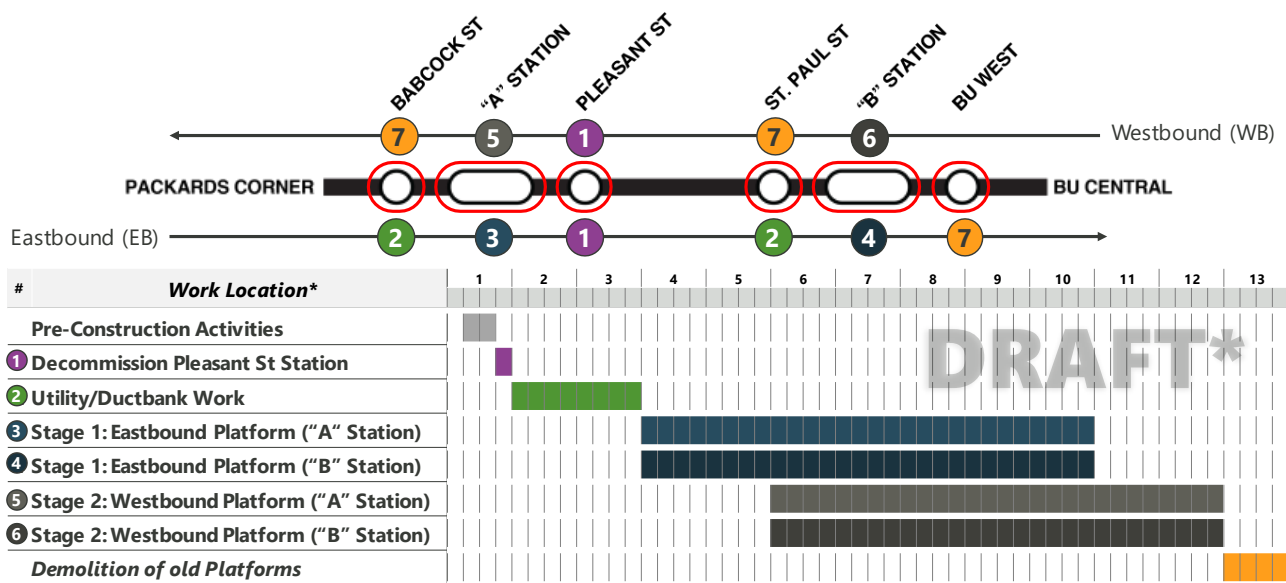 BABCOCK ST
“A” STATION
PLEASANT ST
ST. PAUL ST
“B” STATION
BU WEST
7 5 1 7 6
Westbound (WB)
PACKARDS CORNER
BU CENTRAL
Eastbound (EB)
2 3 1 2 4 7
# Work Location* 1 2 3 4 5 6 7 8 9 10 11 12 13
Pre-Construction Activities
DRAFT*
1 Decommission Pleasant St Station
2 Utility/Ductbank Work
3 Stage 1: Eastbound Platform (“A“ Station)
4 Stage 1: Eastbound Platform (“B” Station)
5 Stage 2: Westbound Platform (“A” Station)
6 Stage 2: Westbound Platform (“B” Station)
Demolition of old Platforms